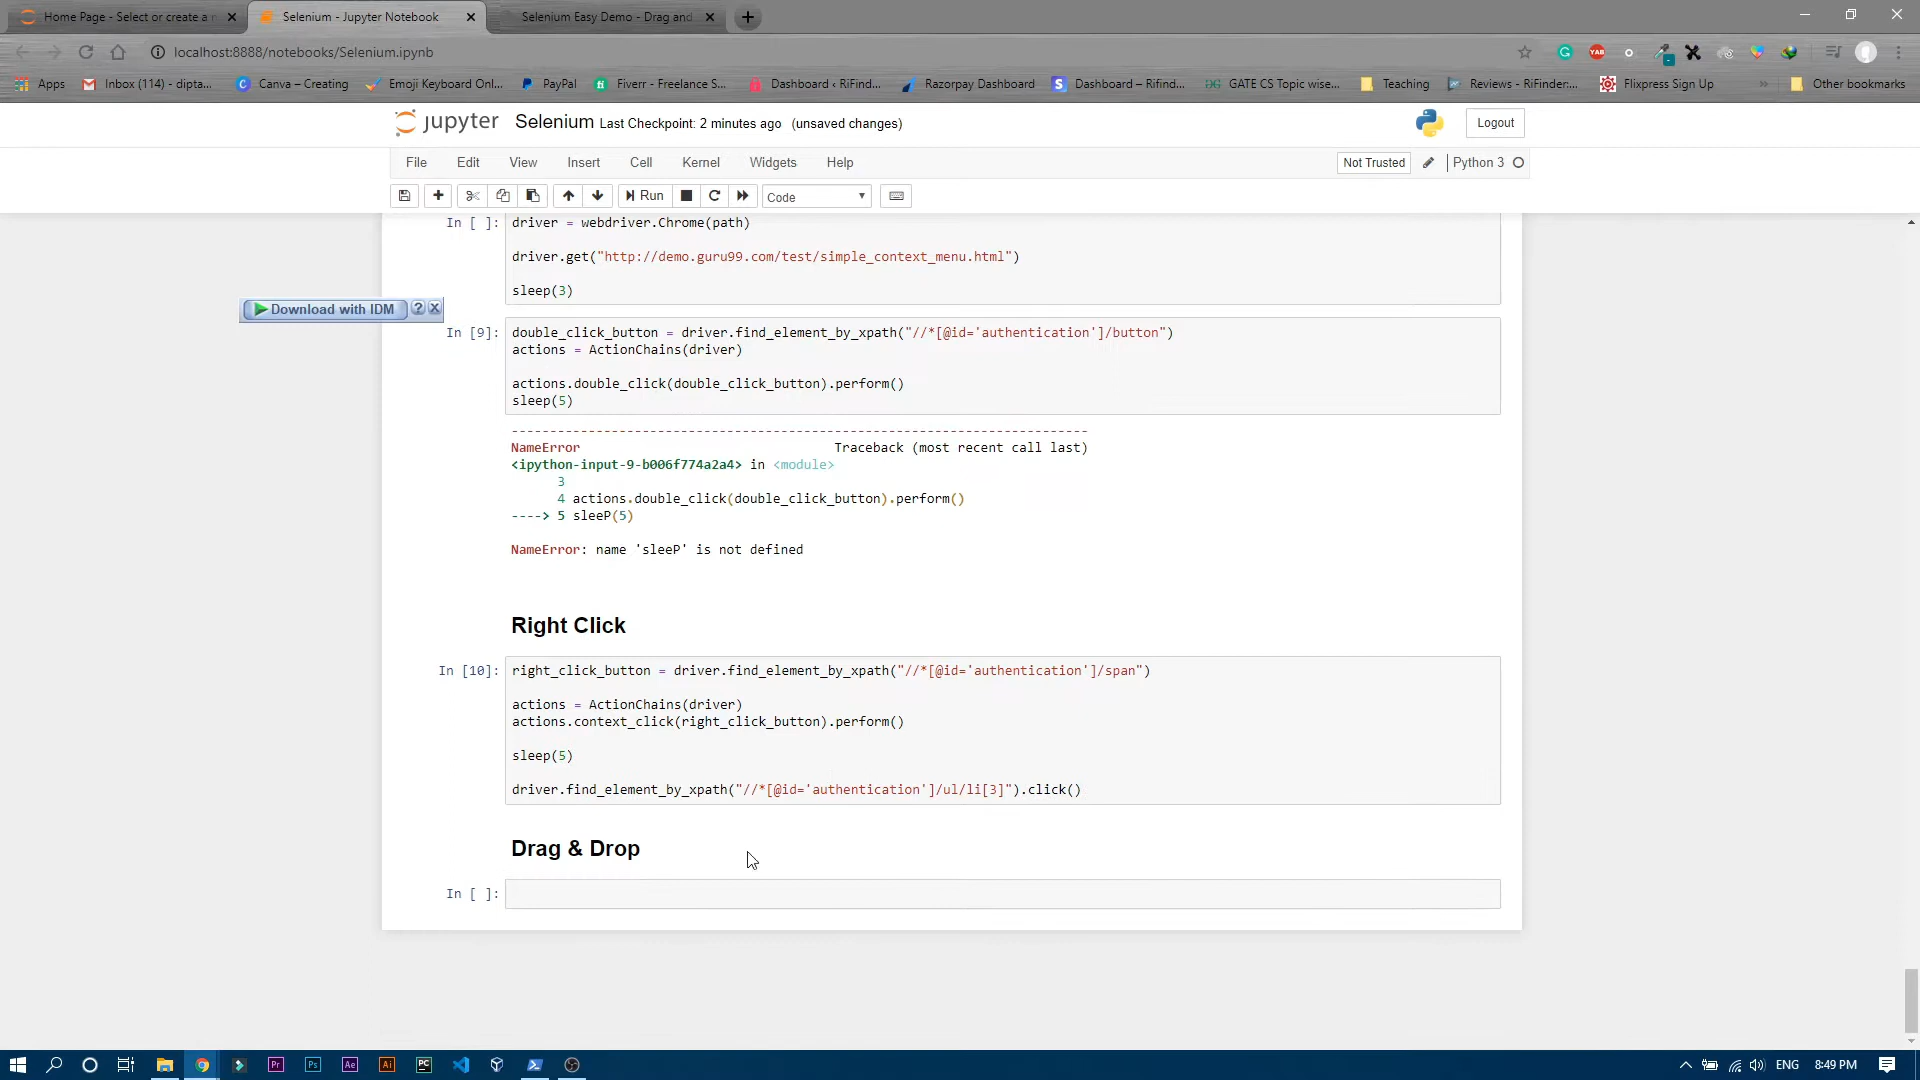 Home Page - Select or create a n
Selenium - Jupyter Notebook
Selenium Easy Demo - Drag and
localhost:8888/notebooks/Selenium.ipynb
Apps
Inbox (114) - dipta...
Canva – Creating
Emoji Keyboard Onl...
PayPal
Fiverr - Freelance S...
Dashboard ‹ RiFind...
Razorpay Dashboard
Dashboard – Rifind...
GATE CS Topic wise...
Teaching
Reviews - RiFinder:...
Flixpress Sign Up
»
Other bookmarks
jupyter Selenium Last Checkpoint: 2 minutes ago (unsaved changes)
Logout
File Edit View Insert Cell Kernel Widgets Help
Not Trusted
Python 3
Run
Code
In [ ]: driver = webdriver.Chrome(path)
driver.get("http://demo.guru99.com/test/simple_context_menu.html")
sleep(3)
Download with IDM ? X
In [9]: double_click_button = driver.find_element_by_xpath("//*[@id='authentication']/button")
actions = ActionChains(driver)
actions.double_click(double_click_button).perform()
sleep(5)
---------------------------------------------------------------------------
NameError Traceback (most recent call last)
<ipython-input-9-b006f774a2a4> in <module>
3
4 actions.double_click(double_click_button).perform()
----> 5 sleeP(5)
NameError: name 'sleeP' is not defined
Right Click
In [10]: right_click_button = driver.find_element_by_xpath("//*[@id='authentication']/span")
actions = ActionChains(driver)
actions.context_click(right_click_button).perform()
sleep(5)
driver.find_element_by_xpath("//*[@id='authentication']/ul/li[3]").click()
Drag & Drop
In [ ]:
Pr
Ps
Ae
Ai
PC
ENG
8:49 PM